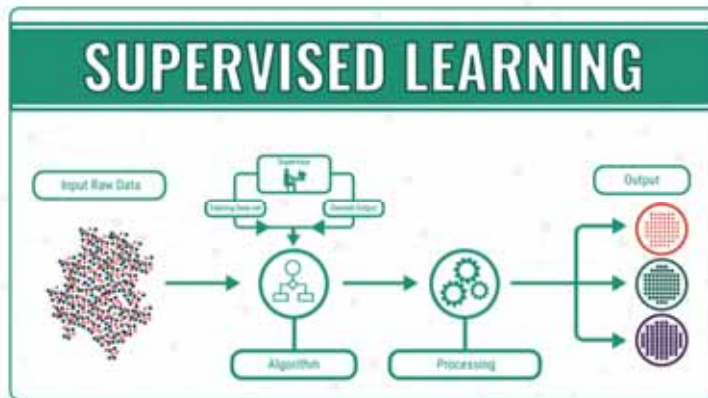 SUPERVISED LEARNING
Input Raw Data
Supervisor
Training Data set
Desired Output
Algorithm
Processing
Output